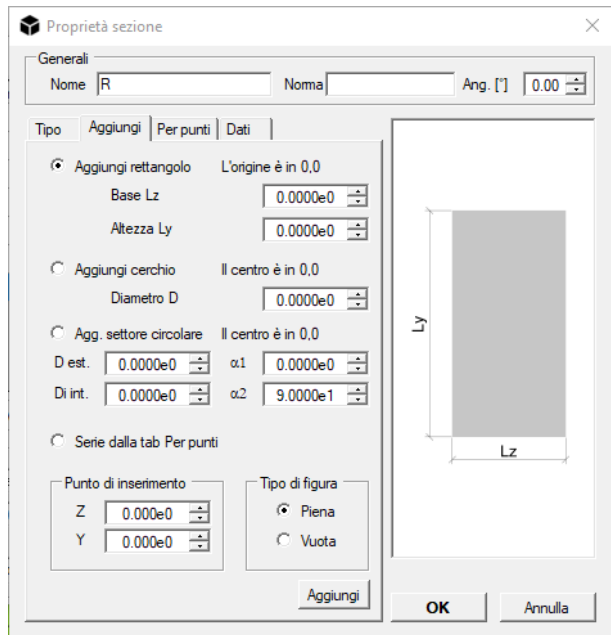 Proprietà sezione
Generali
Nome R Norma Ang. [°] 0.00
Tipo Aggiungi Per punti Dati
Aggiungi rettangolo L'origine è in 0,0
Base Lz 0.0000e0
Altezza Ly 0.0000e0
Aggiungi cerchio Il centro è in 0,0
Diametro D 0.0000e0
Agg. settore circolare Il centro è in 0,0
D est. 0.0000e0 α1 0.0000e0
Di int. 0.0000e0 α2 9.0000e1
Serie dalla tab Per punti
Punto di inserimento Tipo di figura
Z 0.000e0 Piena
Y 0.000e0 Vuota
Aggiungi
Ly
Lz
OK Annulla